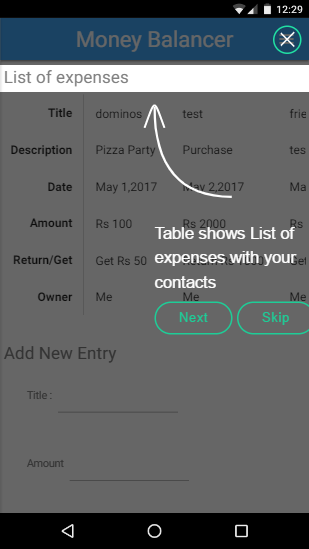 12:29
Money Balancer
List of expenses
Title dominos test frie
Description Pizza Party Purchase tes
Date May 1,2017 May 2,2017 Ma
Amount Rs 100 Rs 2000 Rs
Table shows List of
Return/Get Get Rs 50 Get
expenses with your
contacts
Owner Me Me Me
Next Skip
Add New Entry
Title :
Amount